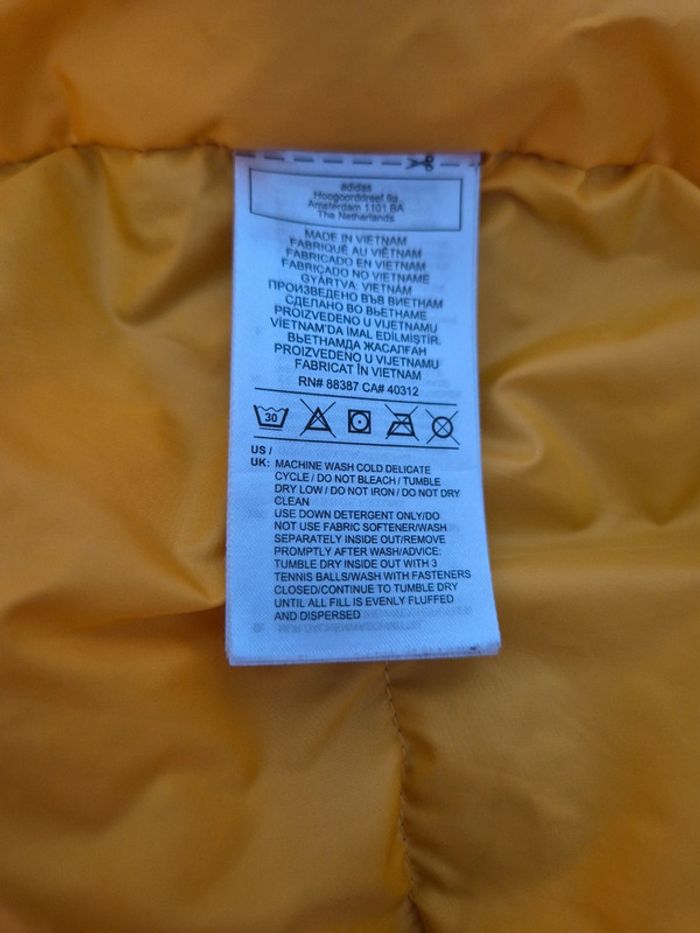 adidas
Hoogoorddreef 9a
Amsterdam 1101 BA
The Netherlands
MADE IN VIETNAM
FABRIQUÉ AU VIÊTNAM
FABRICADO EN VIETNAM
FABRICADO NO VIETNAME
GYÁRTVA: VIETNÁM
ПРОИЗВЕДЕНО ВЪВ ВИЕТНАМ
СДЕЛАНО ВО ВЬЕТНАМЕ
PROIZVEDENO U VIJETNAMU
VİETNAM'DA İMAL EDİLMİŞTİR.
ВЬЕТНАМДА ЖАСАЛҒАН
PROIZVEDENO U VIJETNAMU
FABRICAT ÎN VIETNAM
RN# 88387 CA# 40312
30
US /
UK: MACHINE WASH COLD DELICATE
CYCLE / DO NOT BLEACH / TUMBLE
DRY LOW / DO NOT IRON / DO NOT DRY
CLEAN
USE DOWN DETERGENT ONLY/DO
NOT USE FABRIC SOFTENER/WASH
SEPARATELY INSIDE OUT/REMOVE
PROMPTLY AFTER WASH/ADVICE:
TUMBLE DRY INSIDE OUT WITH 3
TENNIS BALLS/WASH WITH FASTENERS
CLOSED/CONTINUE TO TUMBLE DRY
UNTIL ALL FILL IS EVENLY FLUFFED
AND DISPERSED